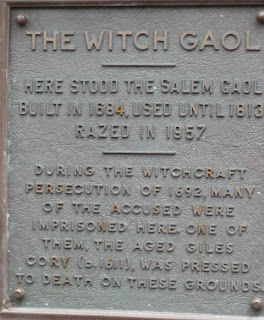 THE WITCH GAOL
HERE STOOD THE SALEM GAOL
BUILT IN 1684, USED UNTIL 1813
RAZED IN 1957
DURING THE WITCHCRAFT
PERSECUTION OF 1692, MANY
OF THE ACCUSED WERE
IMPRISONED HERE. ONE OF
THEM, THE AGED GILES
CORY (B.1611), WAS PRESSED
TO DEATH ON THESE GROUNDS.